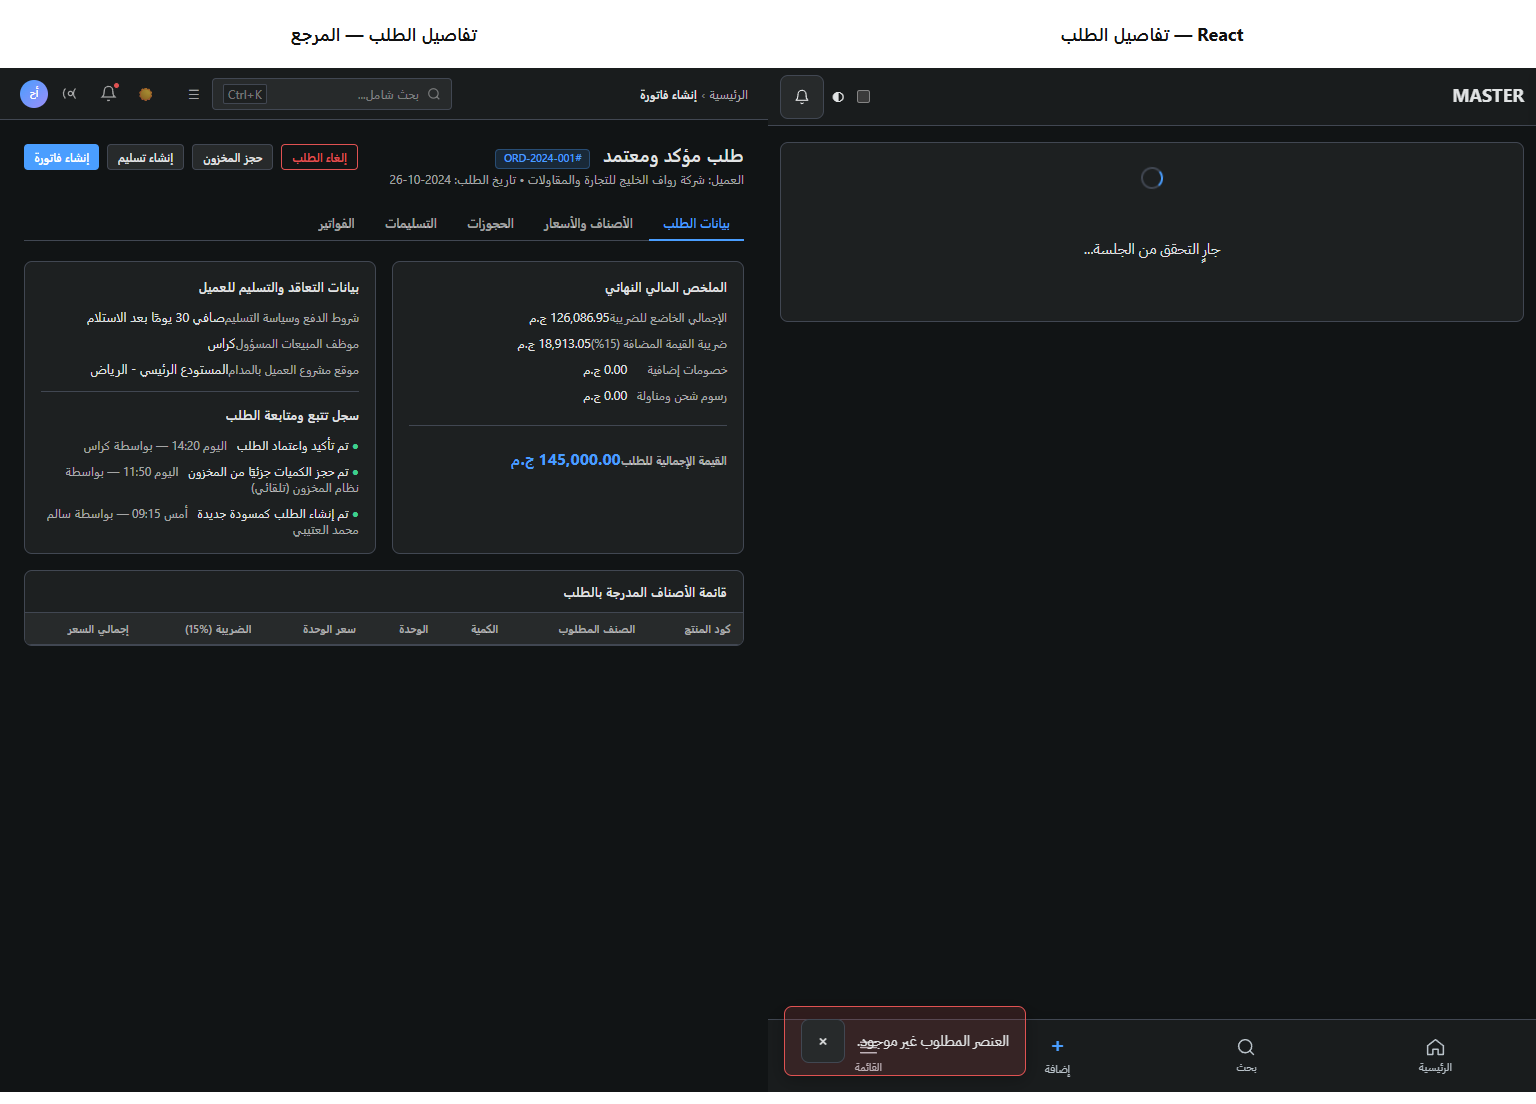 React — تفاصيل الطلب
MASTER
جارٍ التحقق من الجلسة...
العنصر المطلوب غير موجود.
×
الرئيسية
بحث
+
إضافة
القائمة
تفاصيل الطلب — المرجع
الرئيسية › إنشاء فاتورة
بحث شامل...
Ctrl+K
أح
طلب مؤكد ومعتمد
#ORD-2024-001
العميل: شركة رواف الخليج للتجارة والمقاولات • تاريخ الطلب: 2024-10-26
إلغاء الطلب
حجز المخزون
إنشاء تسليم
إنشاء فاتورة
بيانات الطلب
الأصناف والأسعار
الحجوزات
التسليمات
الفواتير
الملخص المالي النهائي
الإجمالي الخاضع للضريبة 126,086.95 ج.م
ضريبة القيمة المضافة (15%) 18,913.05 ج.م
خصومات إضافية 0.00 ج.م
رسوم شحن ومناولة 0.00 ج.م
القيمة الإجمالية للطلب 145,000.00 ج.م
بيانات التعاقد والتسليم للعميل
شروط الدفع وسياسة التسليم صافي 30 يومًا بعد الاستلام
موظف المبيعات المسؤول كراس
موقع مشروع العميل بالدمام المستودع الرئيسي - الرياض
سجل تتبع ومتابعة الطلب
● تم تأكيد واعتماد الطلب اليوم 14:20 — بواسطة كراس
● تم حجز الكميات جزئيًا من المخزون اليوم 11:50 — بواسطة
نظام المخزون (تلقائي)
● تم إنشاء الطلب كمسودة جديدة أمس 09:15 — بواسطة سالم
محمد العتيبي
قائمة الأصناف المدرجة بالطلب
كود المنتج
الصنف المطلوب
الكمية
الوحدة
سعر الوحدة
الضريبة (15%)
إجمالي السعر